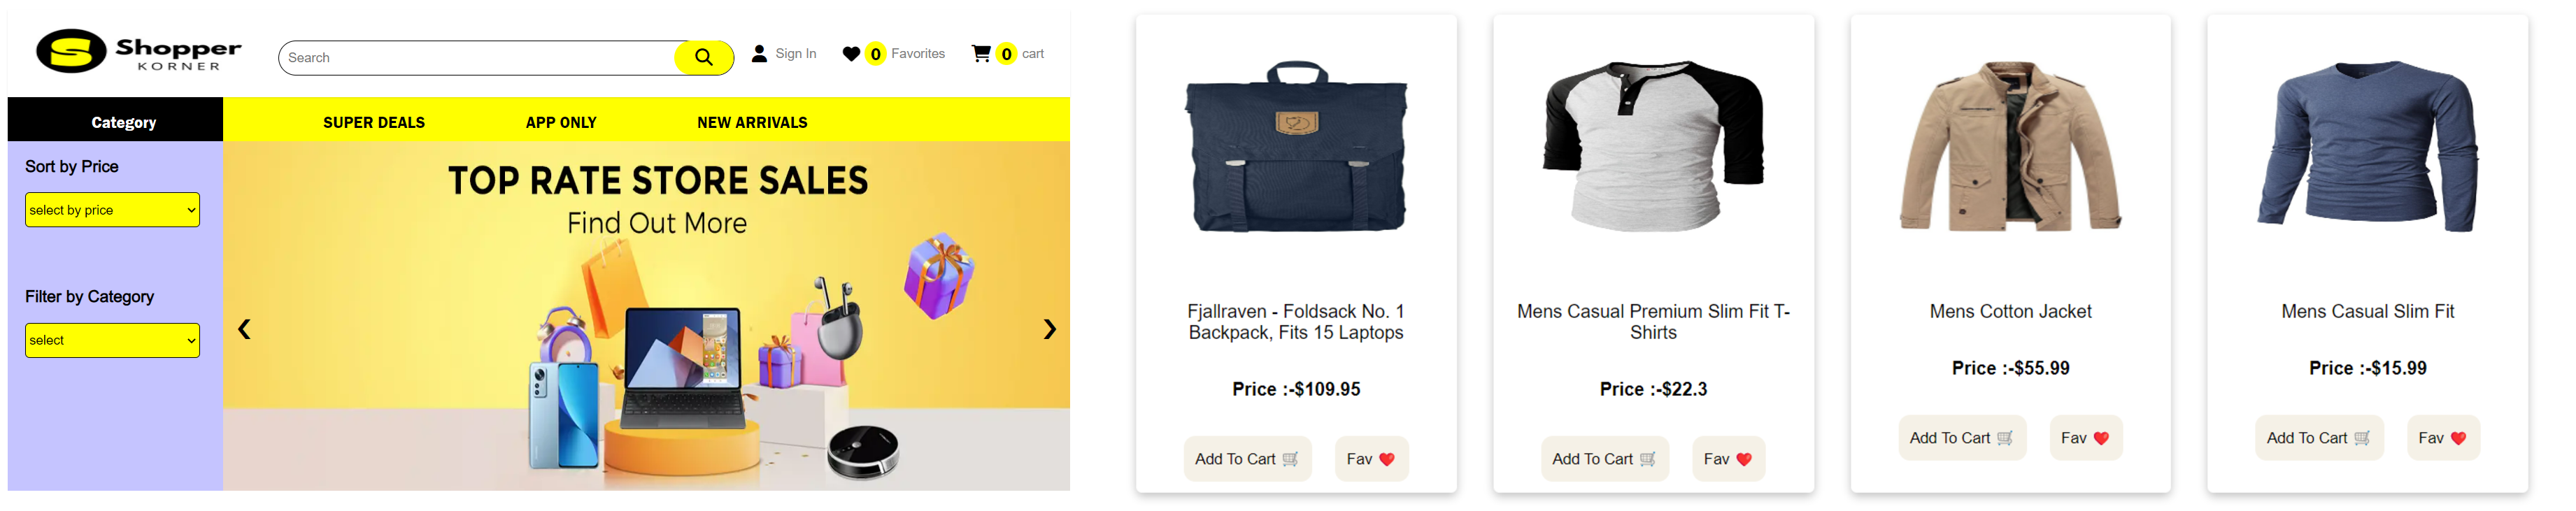 Shopper
KORNER
Search
Sign In
0 Favorites
0 cart
Category
SUPER DEALS
APP ONLY
NEW ARRIVALS
Sort by Price
select by price
Filter by Category
select
TOP RATE STORE SALES
Find Out More
Fjallraven - Foldsack No. 1
Backpack, Fits 15 Laptops
Price :-$109.95
Add To Cart
Fav
Mens Casual Premium Slim Fit T-
Shirts
Price :-$22.3
Add To Cart
Fav
Mens Cotton Jacket
Price :-$55.99
Add To Cart
Fav
Mens Casual Slim Fit
Price :-$15.99
Add To Cart
Fav